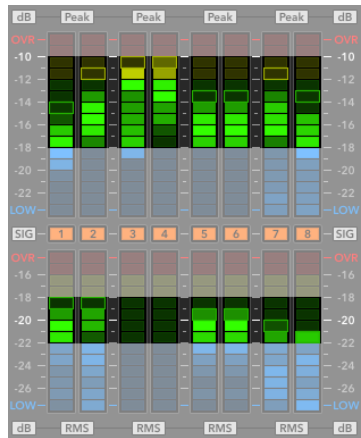 dB Peak Peak Peak Peak dB
OVR OVR
-10 -10
-12 -12
-14 -14
-16 -16
-18 -18
-20 -20
-22 -22
LOW LOW
SIG 1 2 3 4 5 6 7 8 SIG
OVR OVR
-16 -16
-18 -18
-20 -20
-22 -22
-24 -24
-26 -26
LOW LOW
dB RMS RMS RMS RMS dB